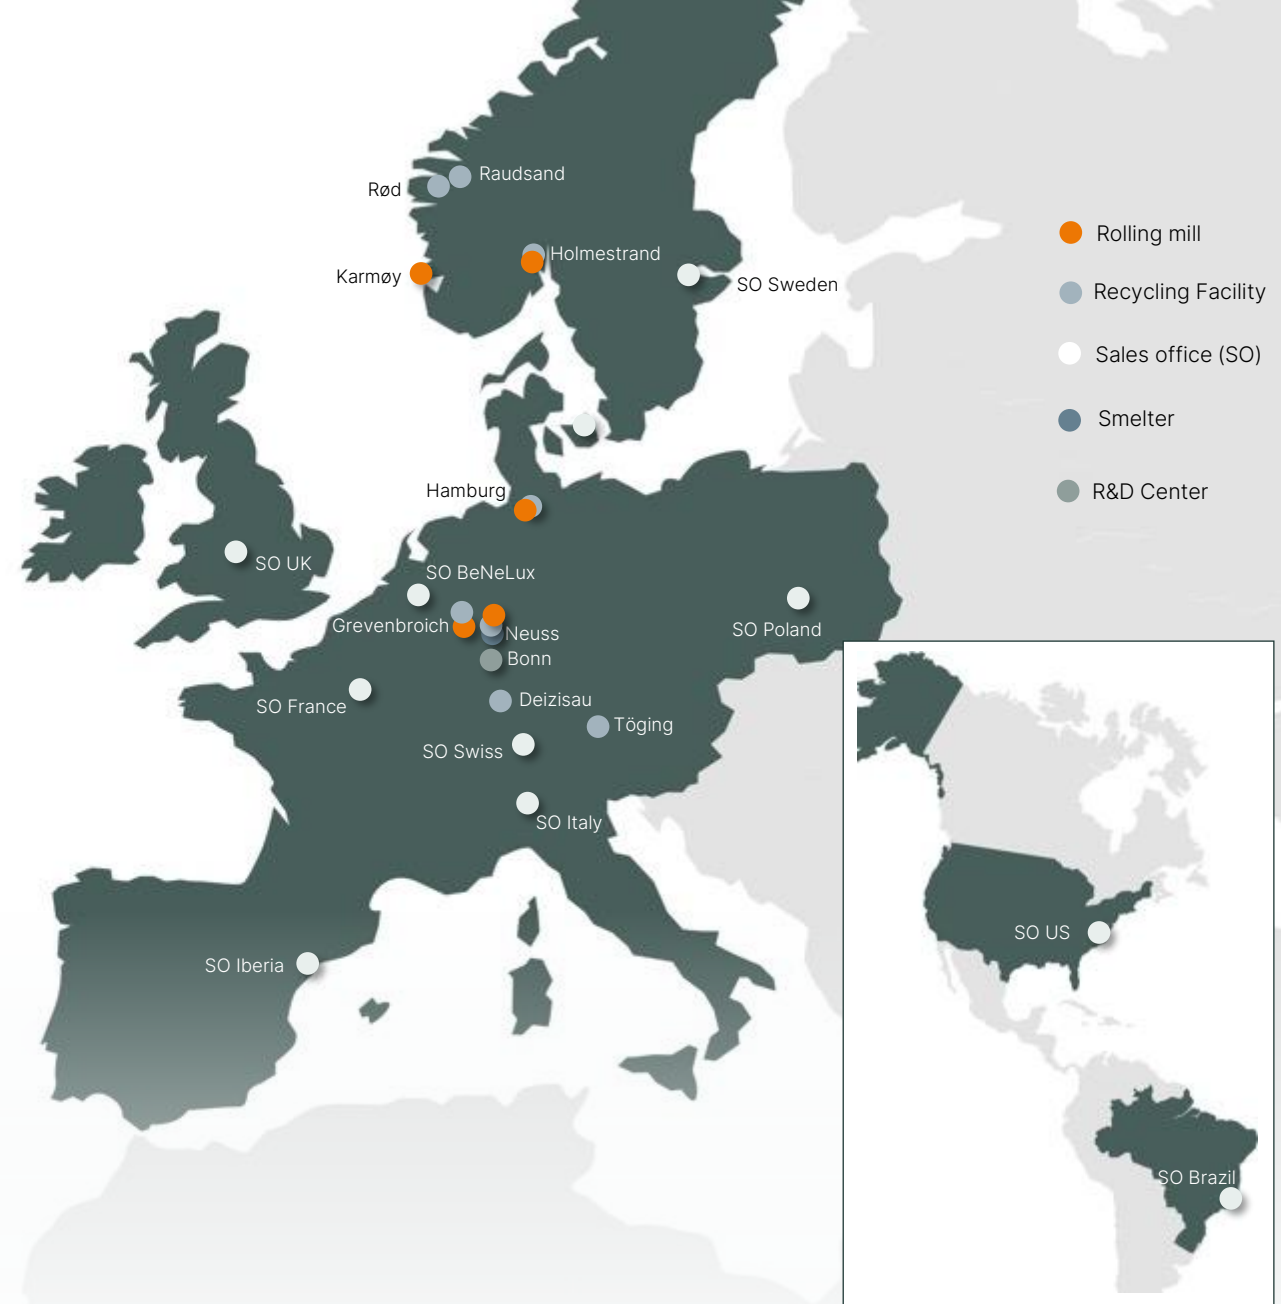 Raudsand
Rød
Holmestrand
Karmøy
SO Sweden
Rolling mill
Recycling Facility
Sales office (SO)
Smelter
R&D Center
Hamburg
SO UK
SO BeNeLux
Grevenbroich
Neuss
SO Poland
Bonn
Deizisau
SO France
Töging
SO Swiss
SO Italy
SO Iberia
SO US
SO Brazil